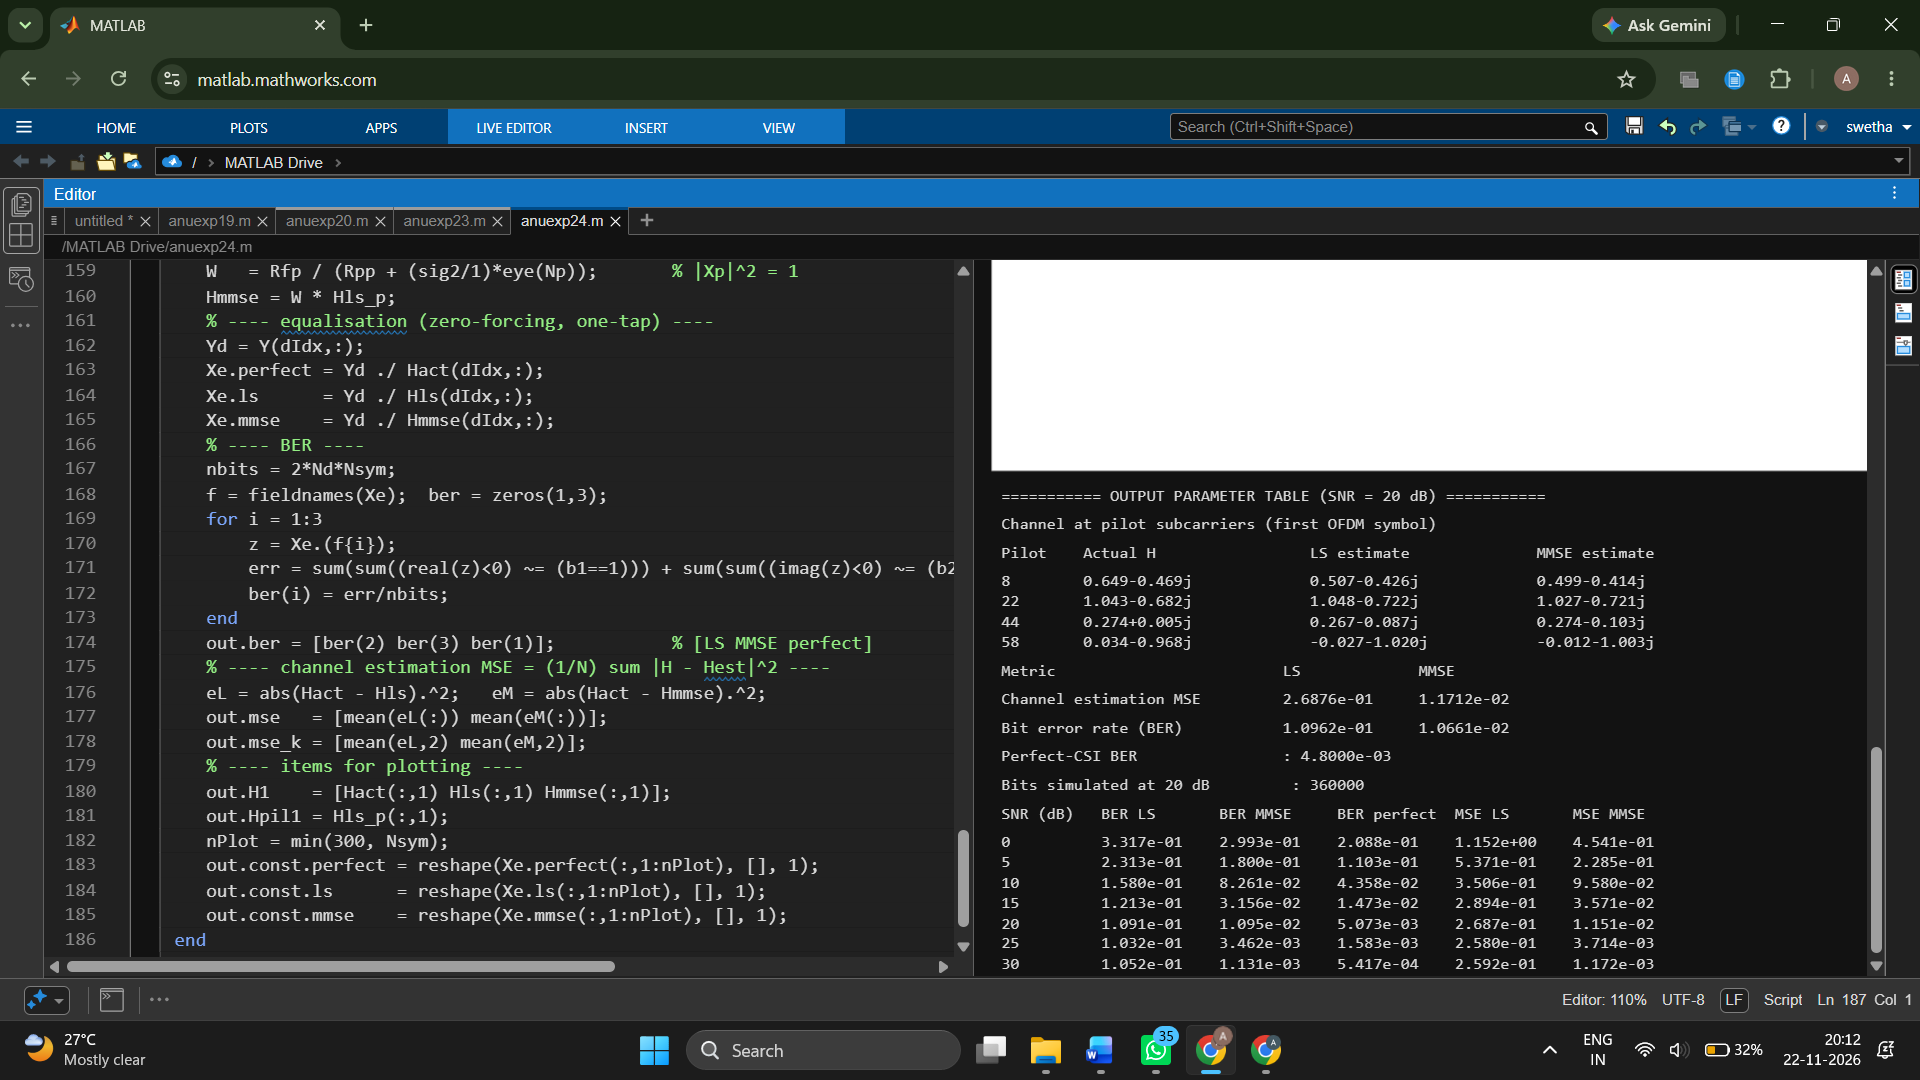 MATLAB
Ask Gemini
matlab.mathworks.com
A
HOME
PLOTS
APPS
LIVE EDITOR
INSERT
VIEW
Search (Ctrl+Shift+Space)
swetha
/ > MATLAB Drive >
Editor
untitled *
anuexp19.m
anuexp20.m
anuexp23.m
anuexp24.m
/MATLAB Drive/anuexp24.m
159 W   = Rfp / (Rpp + (sig2/1)*eye(Np));       % |Xp|^2 = 1
160 Hmmse = W * Hls_p;
161 % ---- equalisation (zero-forcing, one-tap) ----
162 Yd = Y(dIdx,:);
163 Xe.perfect = Yd ./ Hact(dIdx,:);
164 Xe.ls      = Yd ./ Hls(dIdx,:);
165 Xe.mmse    = Yd ./ Hmmse(dIdx,:);
166 % ---- BER ----
167 nbits = 2*Nd*Nsym;
168 f = fieldnames(Xe);  ber = zeros(1,3);
169 for i = 1:3
170     z = Xe.(f{i});
171     err = sum(sum((real(z)<0) ~= (b1==1))) + sum(sum((imag(z)<0) ~= (b2
172     ber(i) = err/nbits;
173 end
174 out.ber = [ber(2) ber(3) ber(1)];           % [LS MMSE perfect]
175 % ---- channel estimation MSE = (1/N) sum |H - Hest|^2 ----
176 eL = abs(Hact - Hls).^2;   eM = abs(Hact - Hmmse).^2;
177 out.mse   = [mean(eL(:)) mean(eM(:))];
178 out.mse_k = [mean(eL,2) mean(eM,2)];
179 % ---- items for plotting ----
180 out.H1    = [Hact(:,1) Hls(:,1) Hmmse(:,1)];
181 out.Hpil1 = Hls_p(:,1);
182 nPlot = min(300, Nsym);
183 out.const.perfect = reshape(Xe.perfect(:,1:nPlot), [], 1);
184 out.const.ls      = reshape(Xe.ls(:,1:nPlot), [], 1);
185 out.const.mmse    = reshape(Xe.mmse(:,1:nPlot), [], 1);
186 end
=========== OUTPUT PARAMETER TABLE (SNR = 20 dB) ===========
Channel at pilot subcarriers (first OFDM symbol)
Pilot    Actual H    LS estimate    MMSE estimate
8    0.649-0.469j    0.507-0.426j    0.499-0.414j
22    1.043-0.682j    1.048-0.722j    1.027-0.721j
44    0.274+0.005j    0.267-0.087j    0.274-0.103j
58    0.034-0.968j    -0.027-1.020j    -0.012-1.003j
Metric    LS    MMSE
Channel estimation MSE    2.6876e-01    1.1712e-02
Bit error rate (BER)    1.0962e-01    1.0661e-02
Perfect-CSI BER    : 4.8000e-03
Bits simulated at 20 dB    : 360000
SNR (dB)    BER LS    BER MMSE    BER perfect    MSE LS    MSE MMSE
0    3.317e-01    2.993e-01    2.088e-01    1.152e+00    4.541e-01
5    2.313e-01    1.800e-01    1.103e-01    5.371e-01    2.285e-01
10    1.580e-01    8.261e-02    4.358e-02    3.506e-01    9.580e-02
15    1.213e-01    3.156e-02    1.473e-02    2.894e-01    3.571e-02
20    1.091e-01    1.095e-02    5.073e-03    2.687e-01    1.151e-02
25    1.032e-01    3.462e-03    1.583e-03    2.580e-01    3.714e-03
30    1.052e-01    1.131e-03    5.417e-04    2.592e-01    1.172e-03
Editor: 110%    UTF-8    LF    Script    Ln 187 Col 1
27°C
Mostly clear
Search
35
A
A
ENG
IN
32%
20:12
22-11-2026